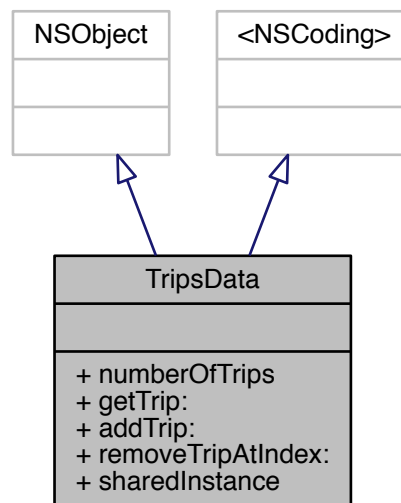 NSObject
<NSCoding>
TripsData
+ numberOfTrips
+ getTrip:
+ addTrip:
+ removeTripAtIndex:
+ sharedInstance